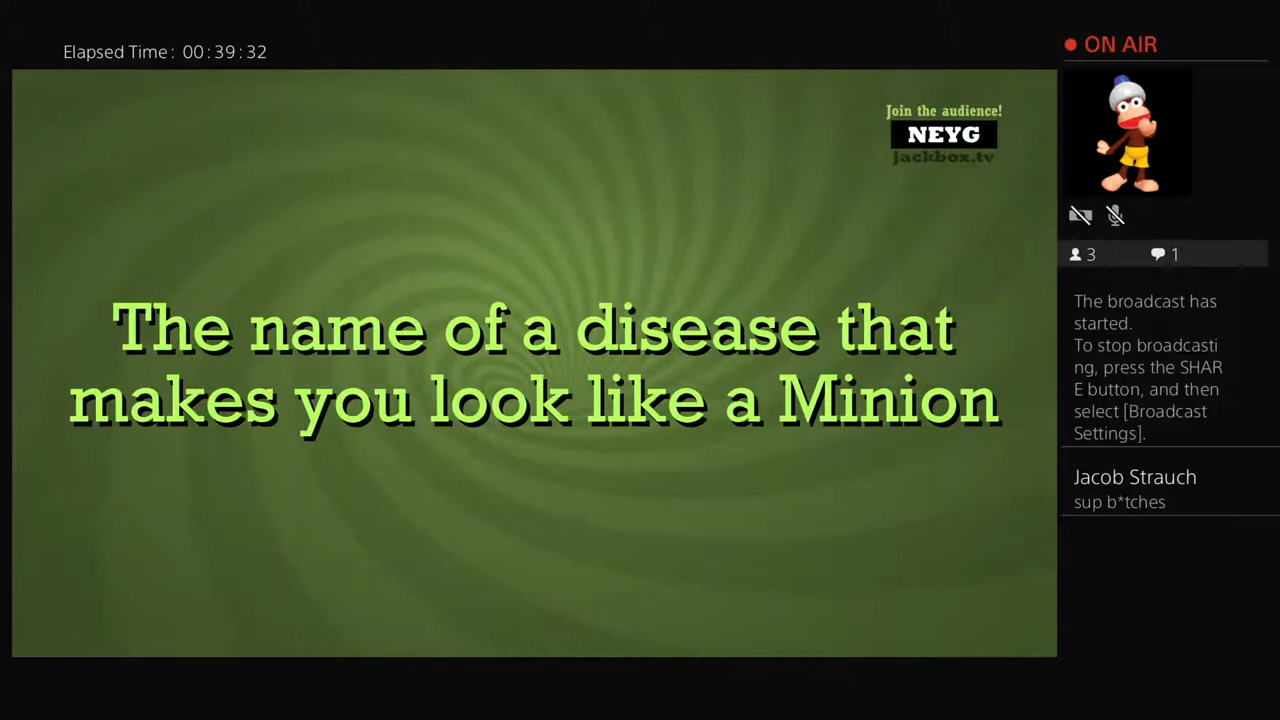 Elapsed Time: 00:39:32
ON AIR
Join the audience!
NEYG
jackbox.tv
The name of a disease that
makes you look like a Minion
3
1
The broadcast has
started.
To stop broadcasti
ng, press the SHAR
E button, and then
select [Broadcast
Settings].
Jacob Strauch
sup b*tches